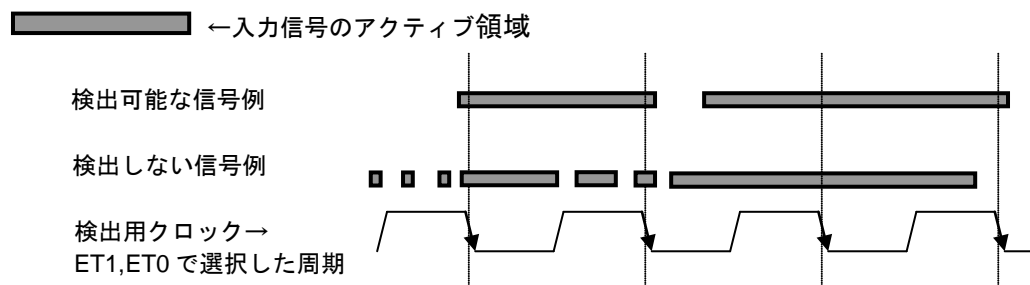 ←入力信号のアクティブ領域
検出可能な信号例
検出しない信号例
検出用クロック→
ET1,ET0 で選択した周期